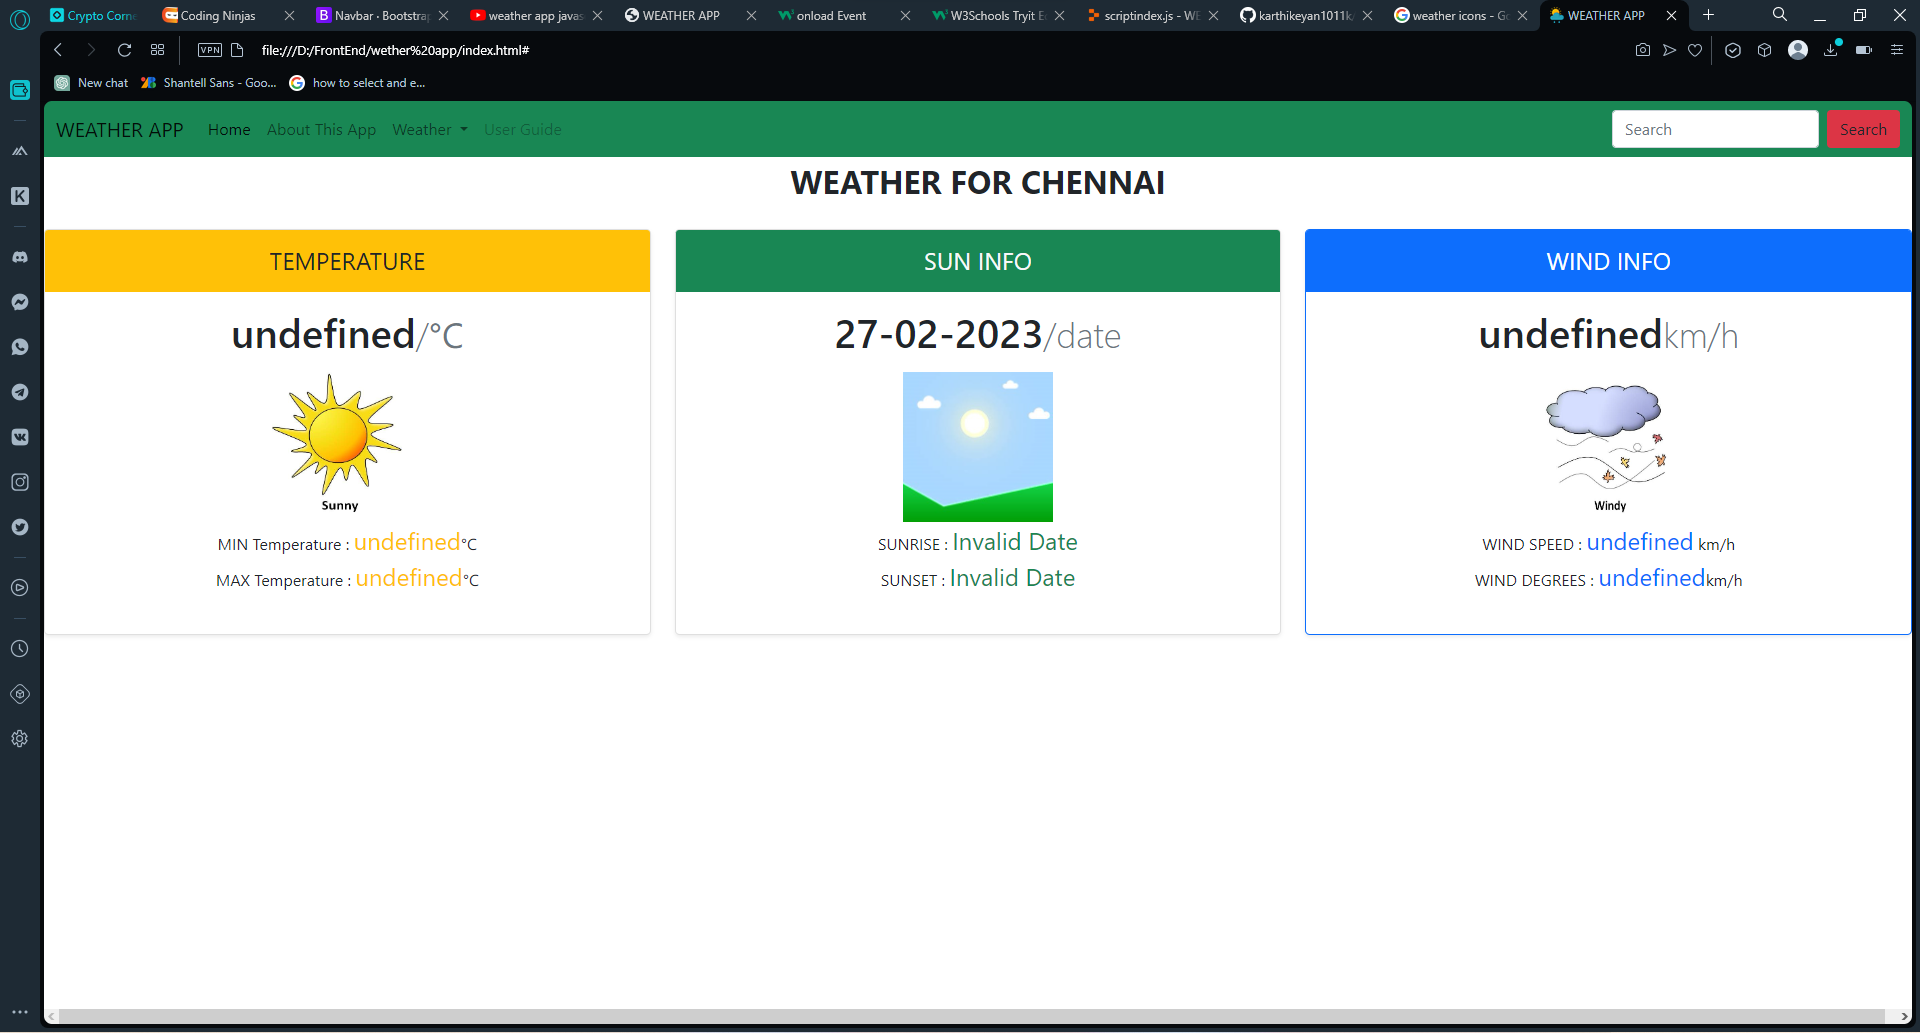 Crypto Corne
Coding Ninjas
Navbar · Bootstrap
weather app javas
WEATHER APP
onload Event
W3Schools Tryit E
scriptindex.js - WE
karthikeyan1011k
weather icons - Go
WEATHER APP
VPN
file:///D:/FrontEnd/wether%20app/index.html#
New chat
Shantell Sans - Goo...
how to select and e...
WEATHER APP Home About This App Weather User Guide Search Search
WEATHER FOR CHENNAI
TEMPERATURE
undefined/°C
Sunny
MIN Temperature : undefined°C
MAX Temperature : undefined°C
SUN INFO
27-02-2023/date
SUNRISE : Invalid Date
SUNSET : Invalid Date
WIND INFO
undefinedkm/h
Windy
WIND SPEED : undefined km/h
WIND DEGREES : undefinedkm/h